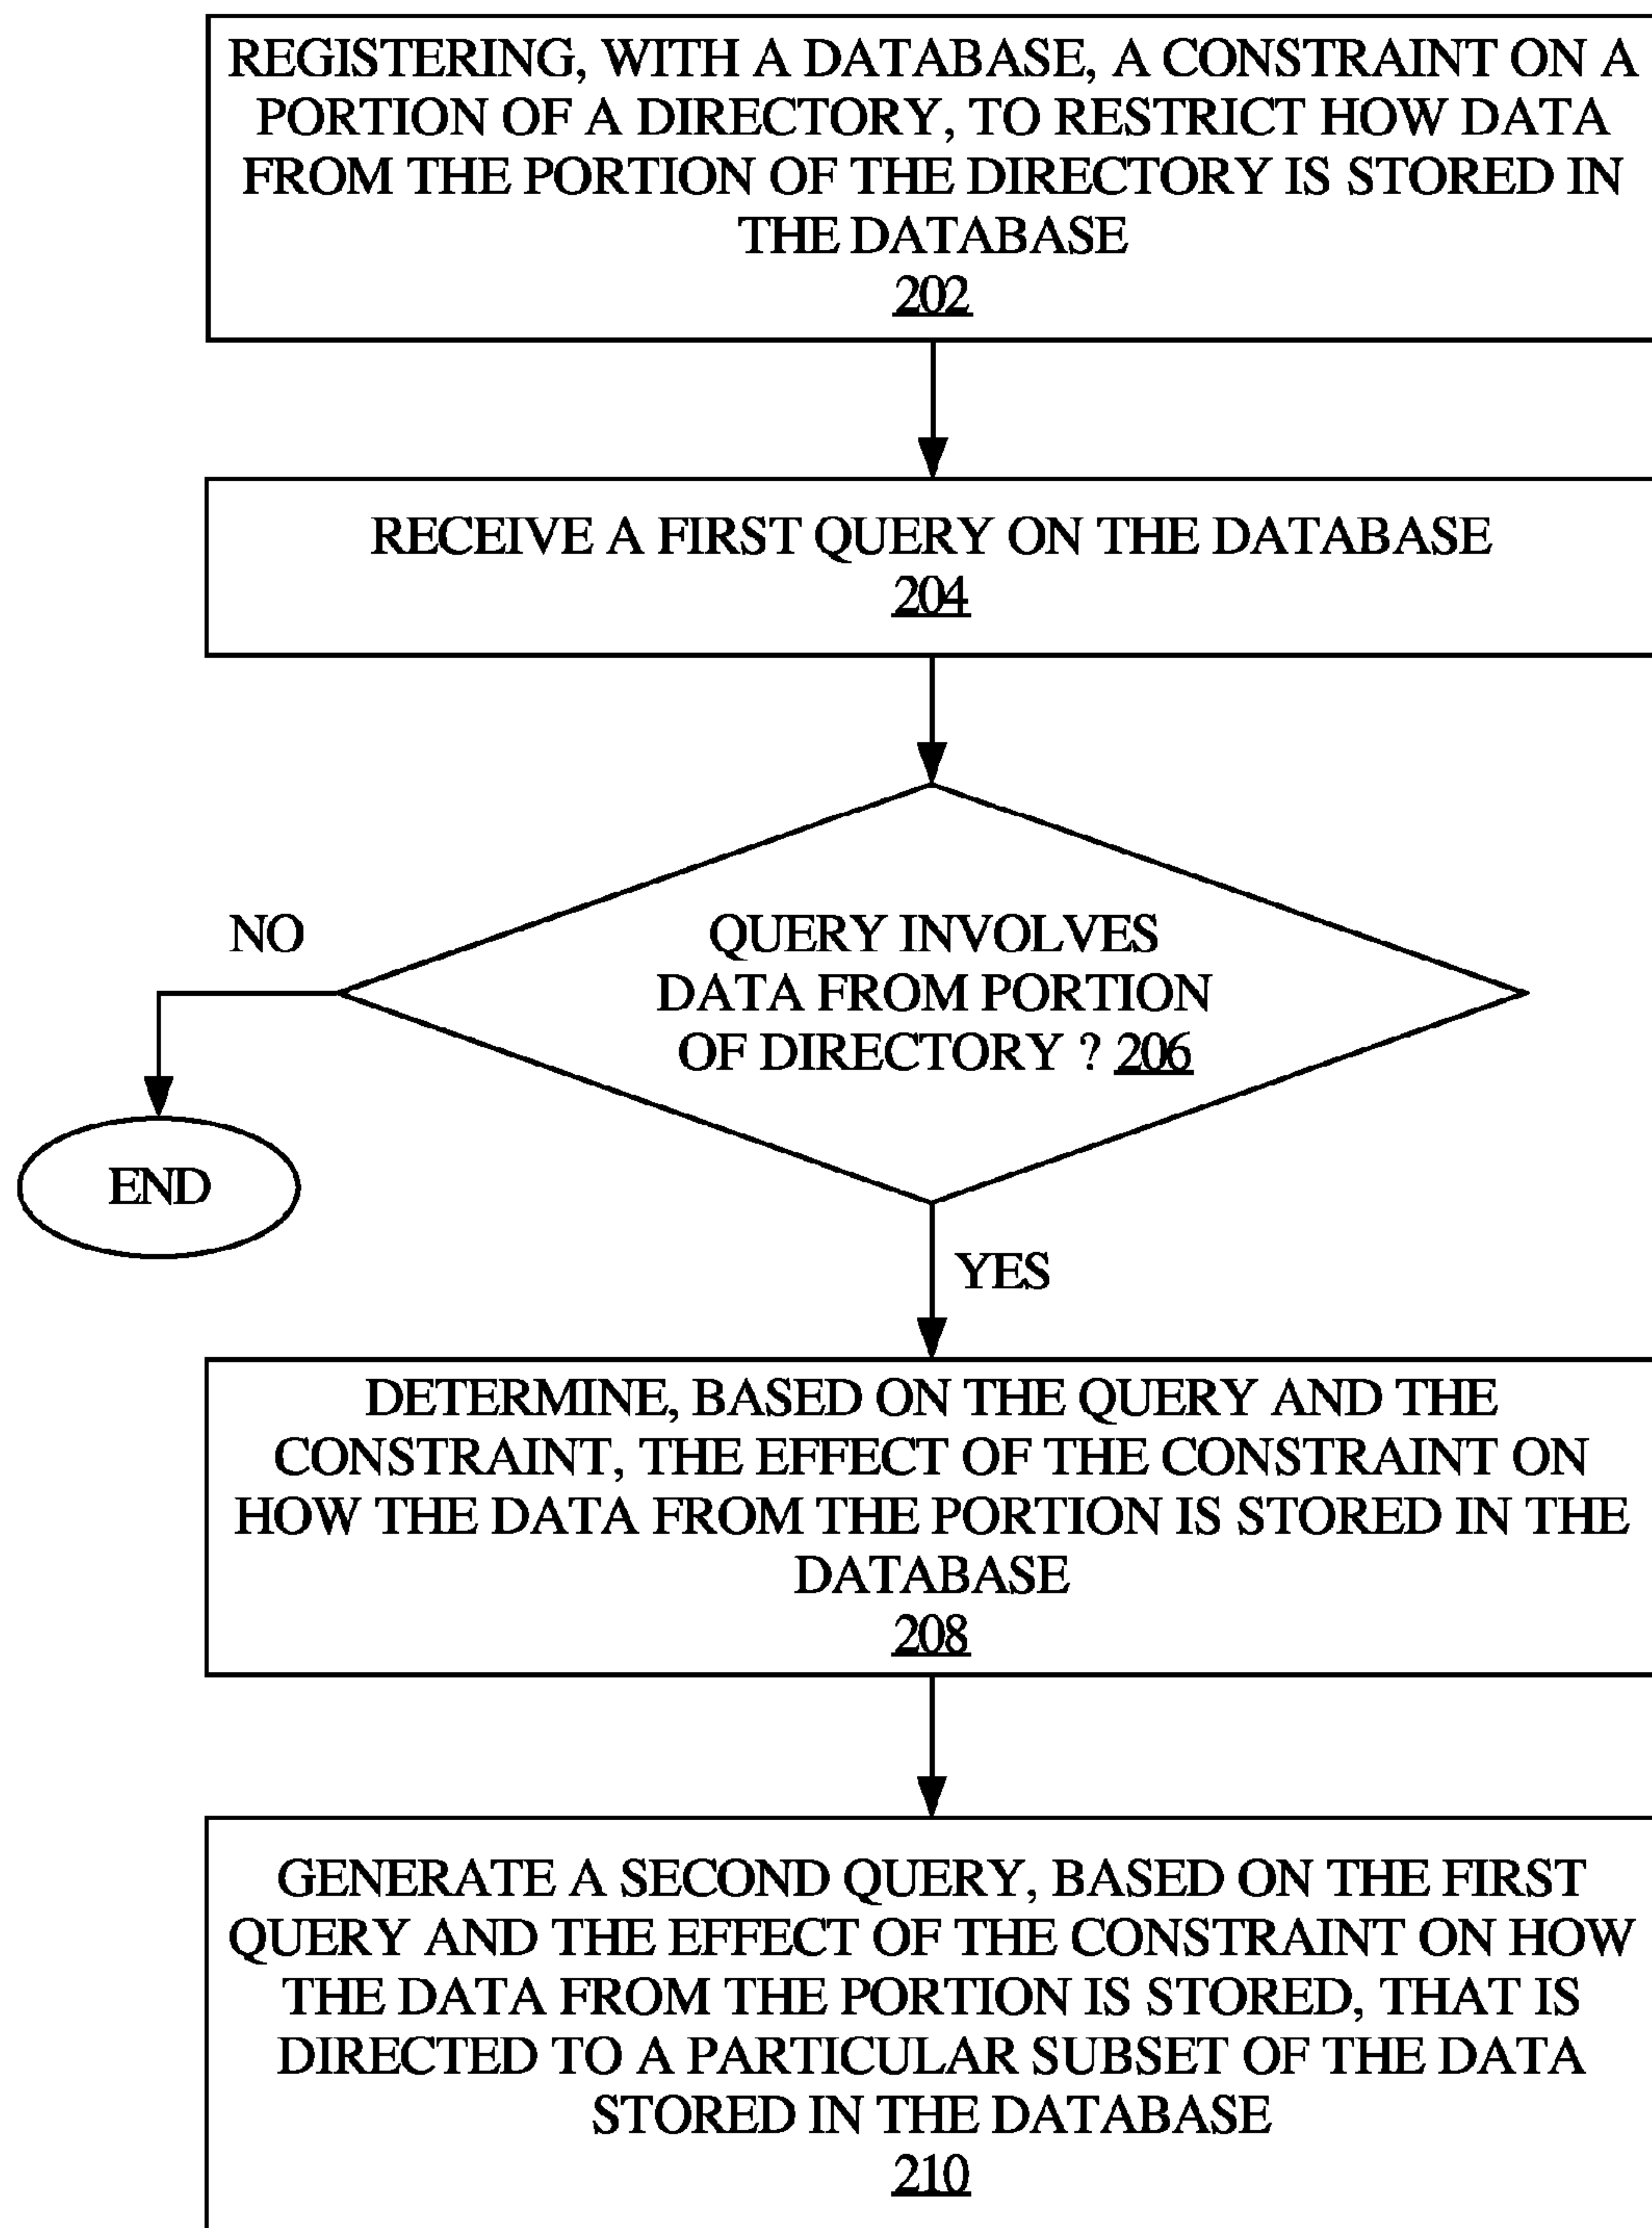 REGISTERING, WITH A DATABASE, A CONSTRAINT ON A
PORTION OF A DIRECTORY, TO RESTRICT HOW DATA
FROM THE PORTION OF THE DIRECTORY IS STORED IN
THE DATABASE
202
RECEIVE A FIRST QUERY ON THE DATABASE
204
QUERY INVOLVES
DATA FROM PORTION
OF DIRECTORY ? 206
NO
END
YES
DETERMINE, BASED ON THE QUERY AND THE
CONSTRAINT, THE EFFECT OF THE CONSTRAINT ON
HOW THE DATA FROM THE PORTION IS STORED IN THE
DATABASE
208
GENERATE A SECOND QUERY, BASED ON THE FIRST
QUERY AND THE EFFECT OF THE CONSTRAINT ON HOW
THE DATA FROM THE PORTION IS STORED, THAT IS
DIRECTED TO A PARTICULAR SUBSET OF THE DATA
STORED IN THE DATABASE
210